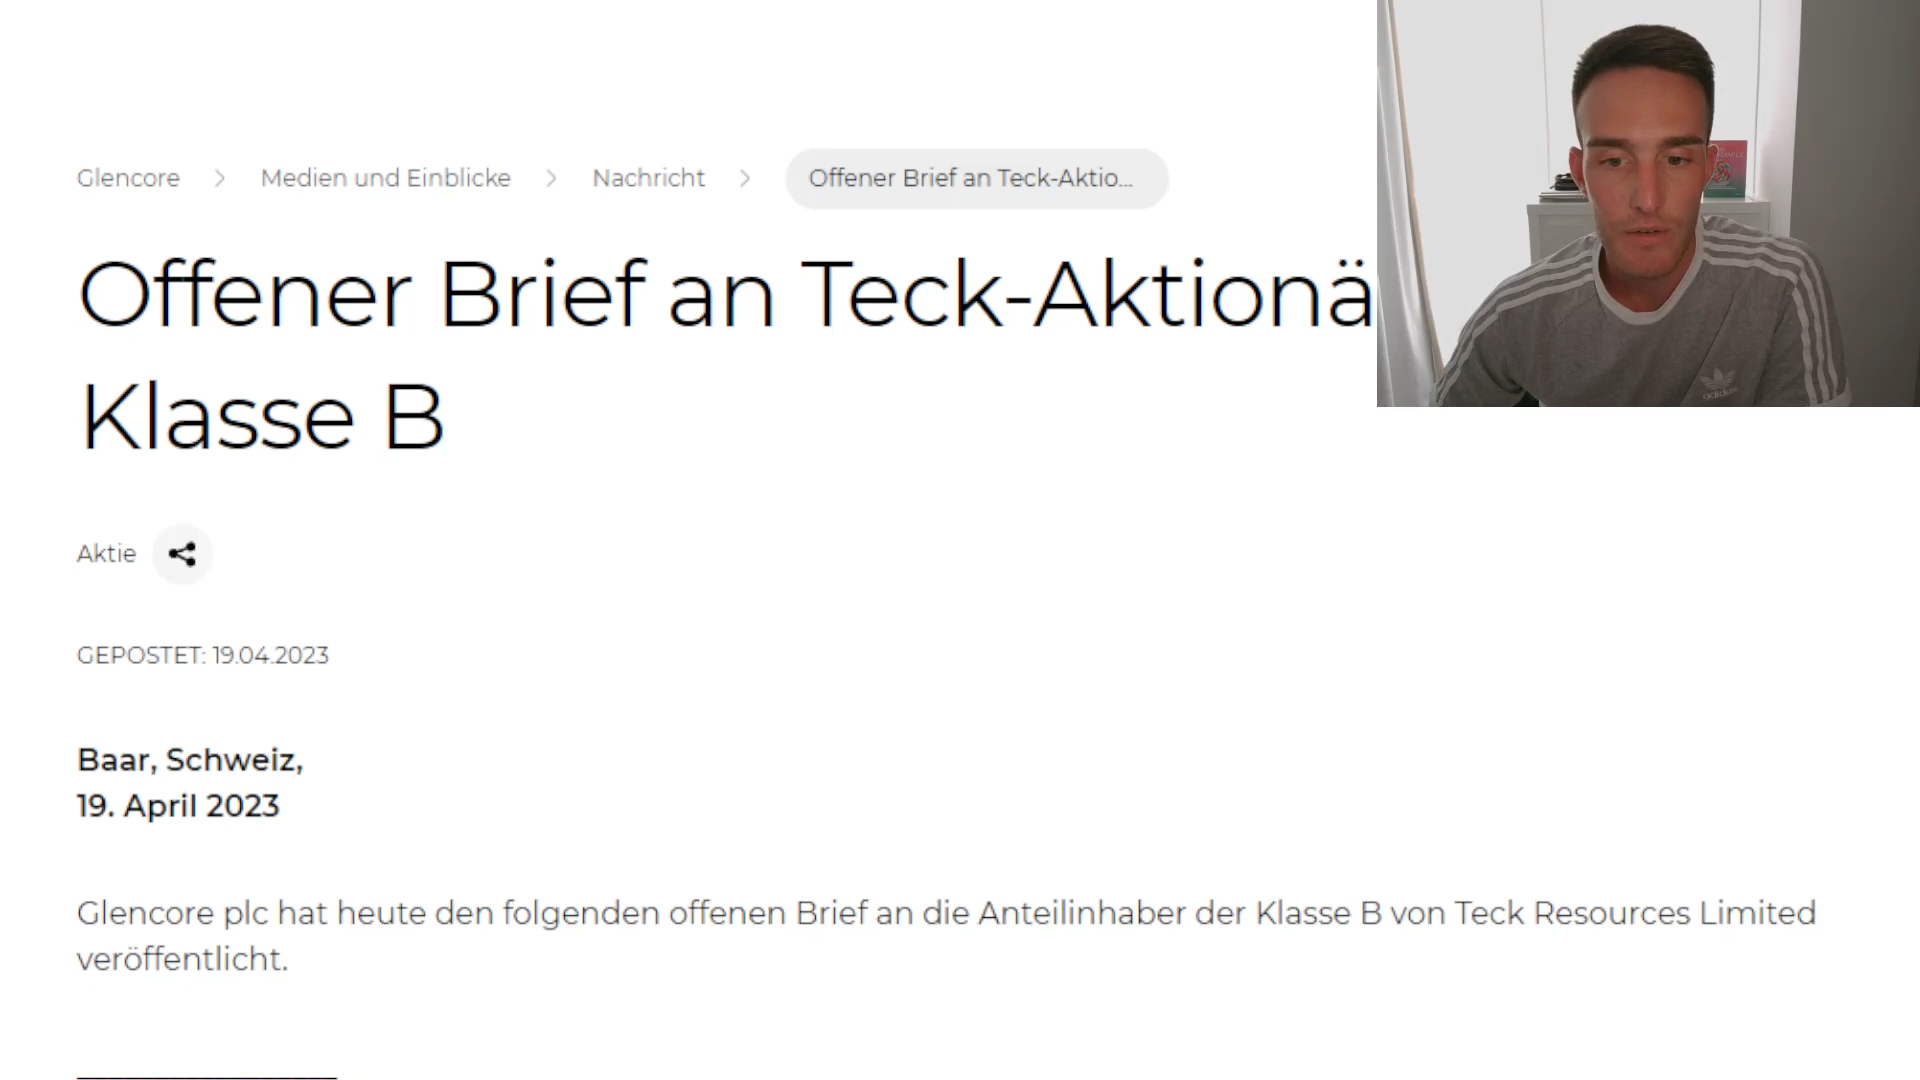 Glencore > Medien und Einblicke > Nachricht > Offener Brief an Teck-Aktio...
Offener Brief an Teck-Aktionä
Klasse B
Aktie
GEPOSTET: 19.04.2023
Baar, Schweiz,
19. April 2023
Glencore plc hat heute den folgenden offenen Brief an die Anteilinhaber der Klasse B von Teck Resources Limited
veröffentlicht.
adidas